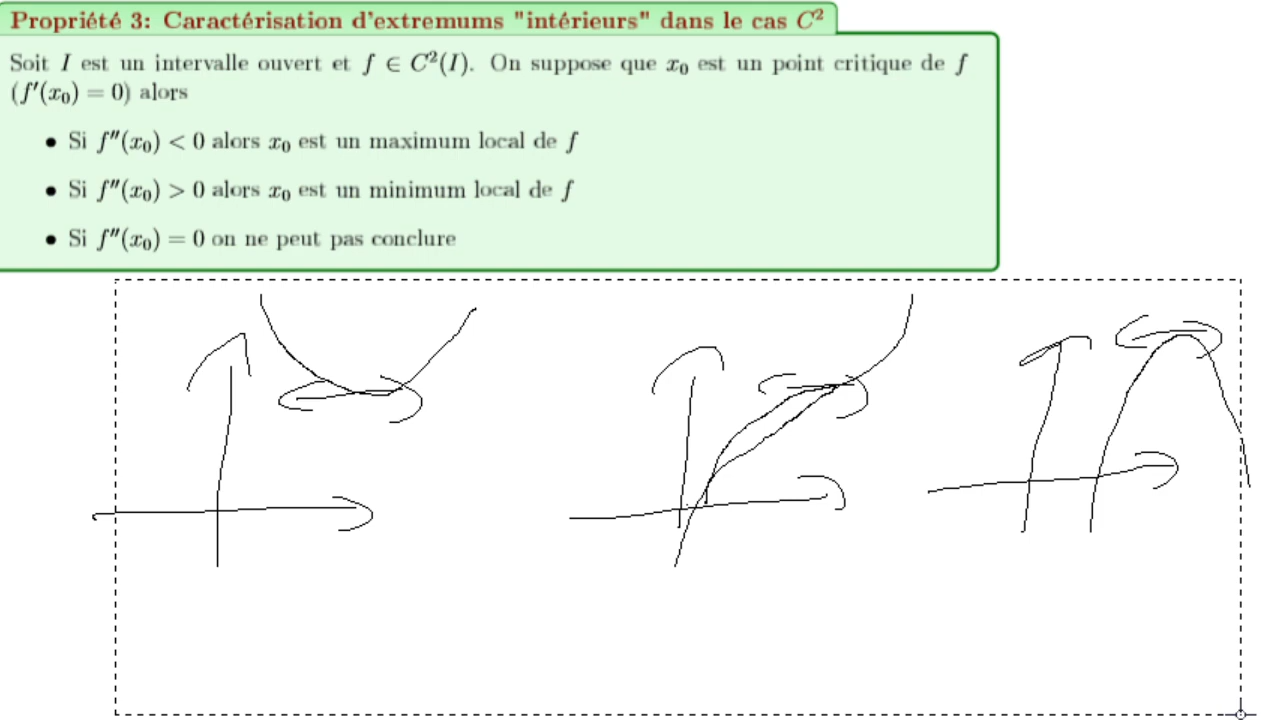 Propriété 3: Caractérisation d'extremums "intérieurs" dans le cas C²
Soit I est un intervalle ouvert et f ∈ C²(I). On suppose que x₀ est un point critique de f
(f′(x₀) = 0) alors
• Si f″(x₀) < 0 alors x₀ est un maximum local de f
• Si f″(x₀) > 0 alors x₀ est un minimum local de f
• Si f″(x₀) = 0 on ne peut pas conclure